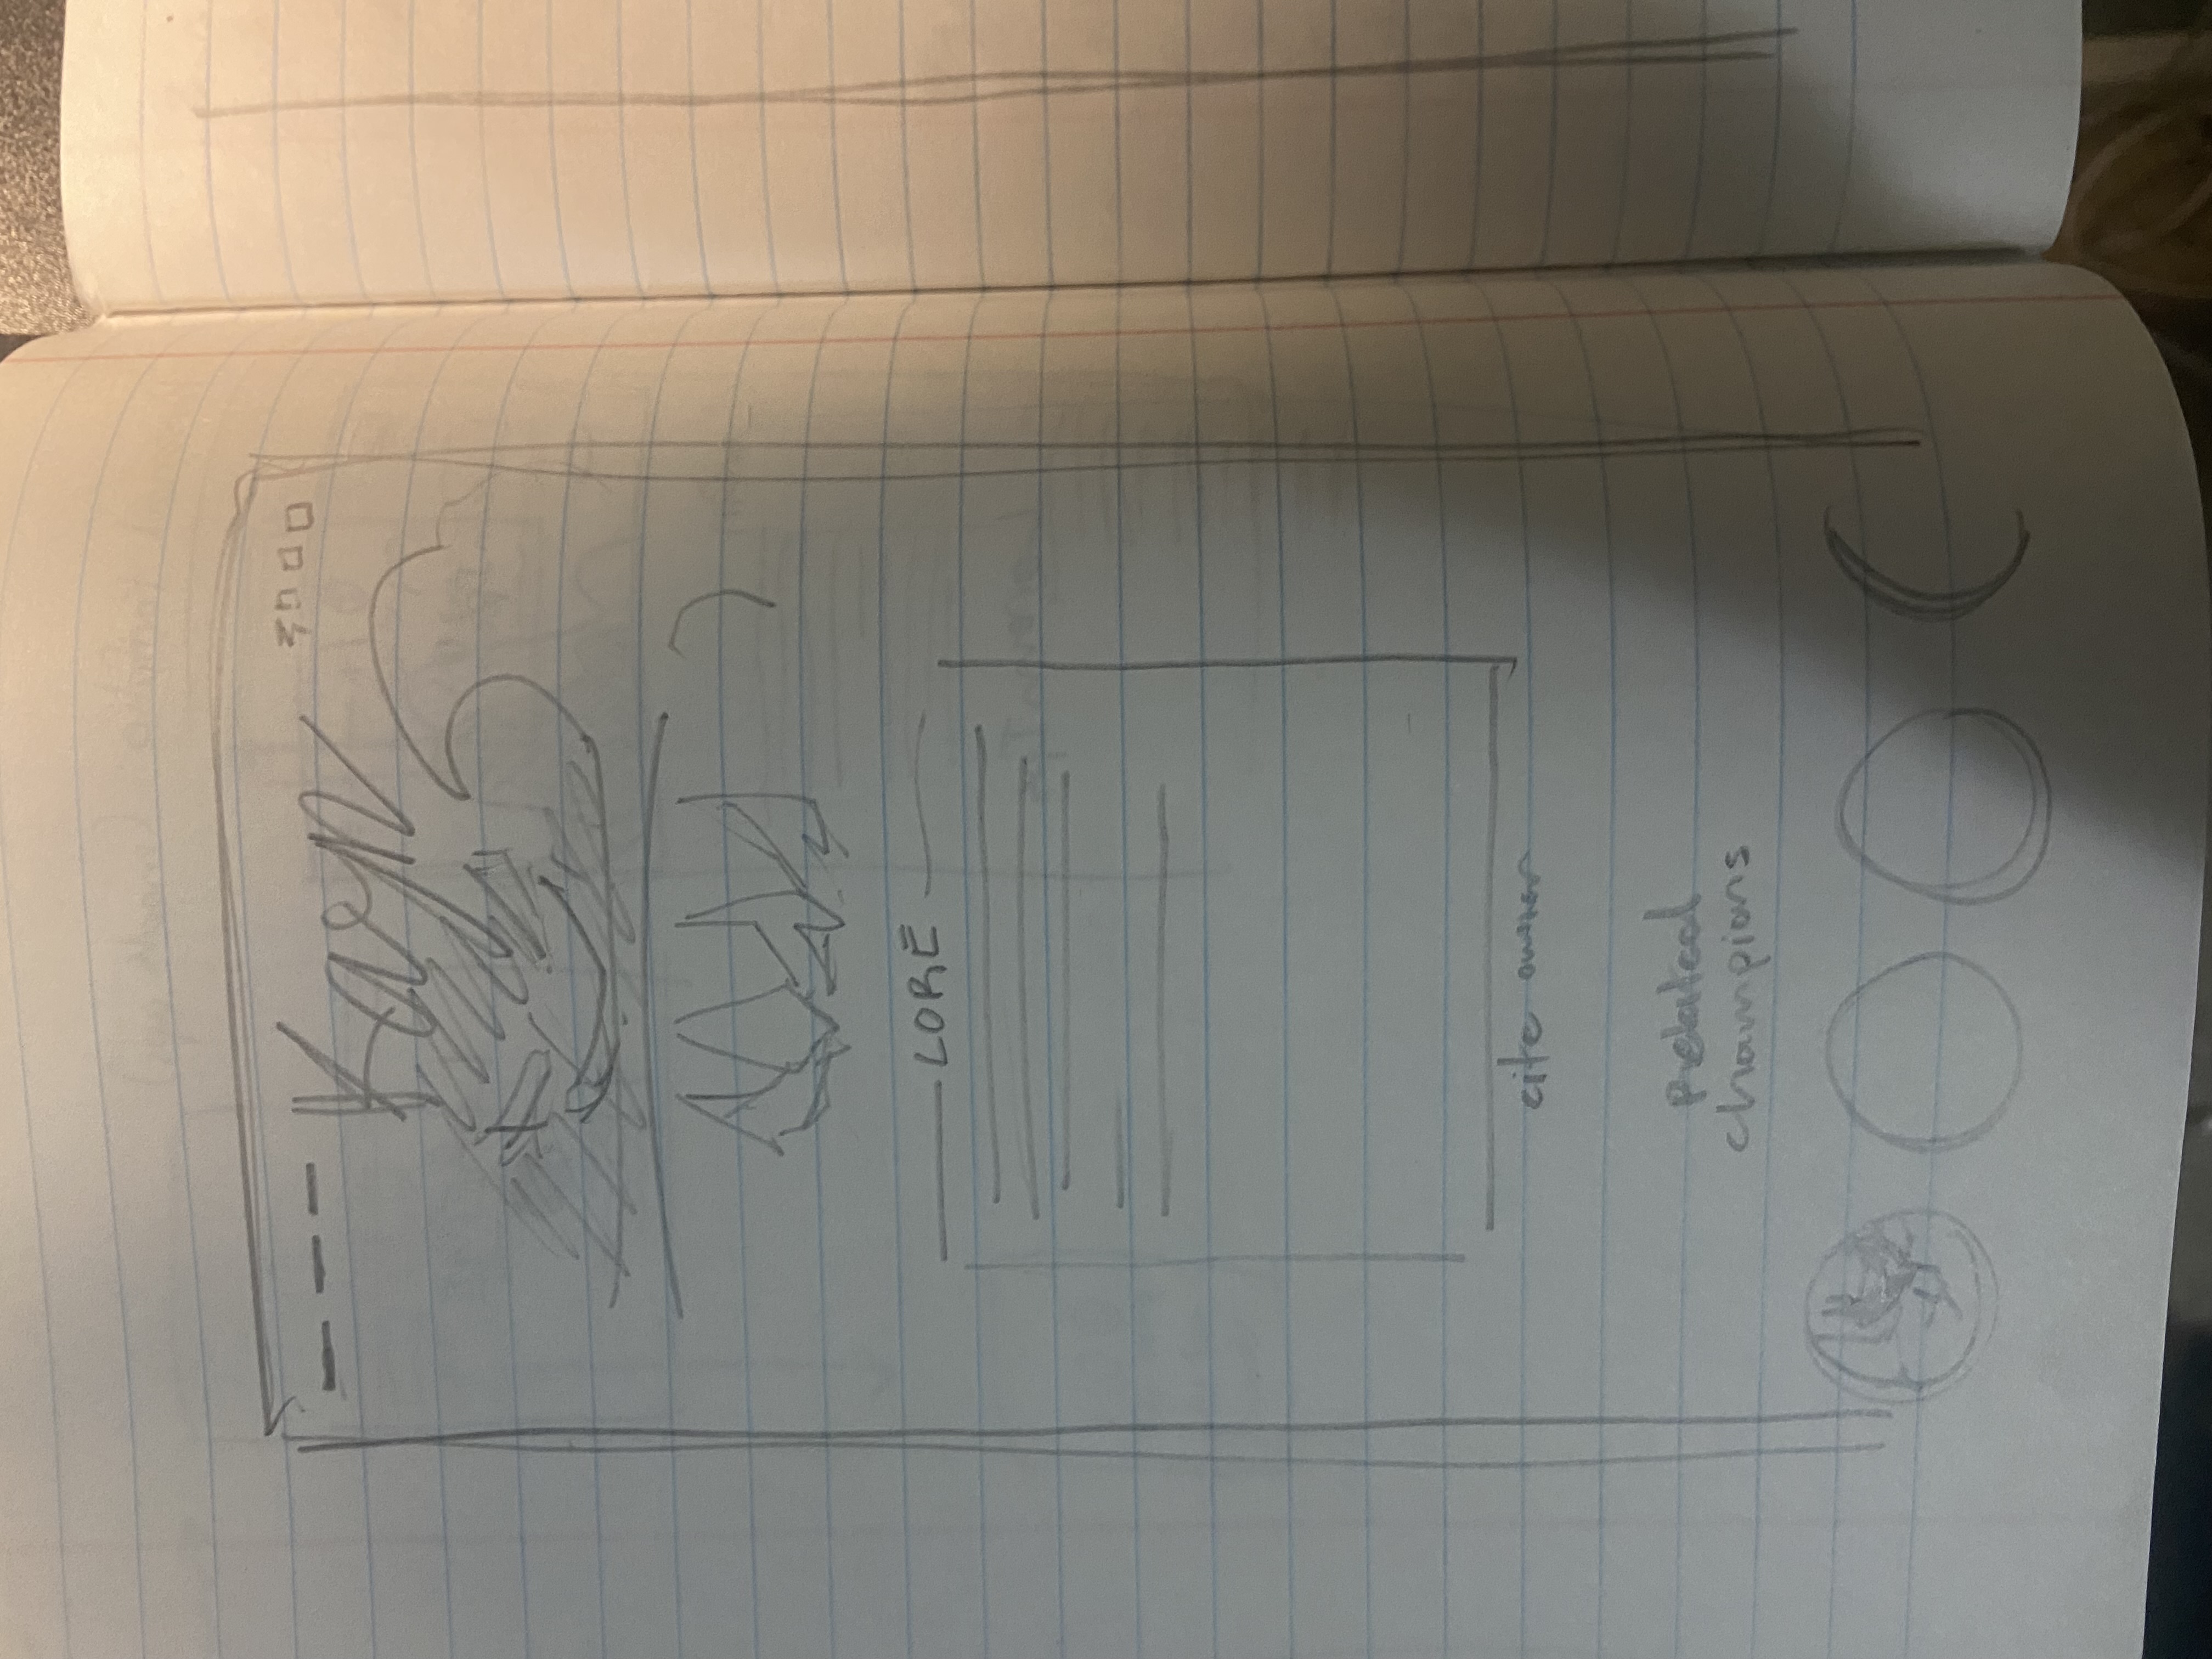 Kayn
LORE
cite owner
Related
champions